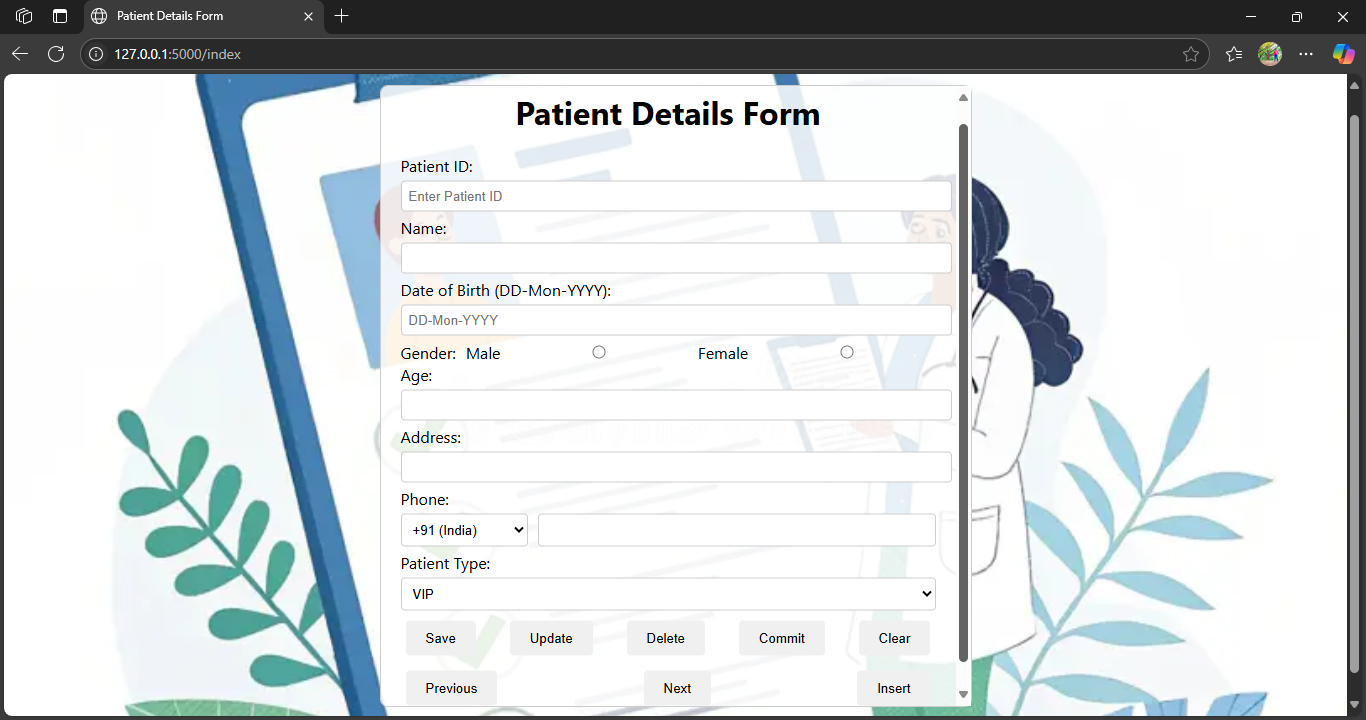 Patient Details Form
127.0.0.1:5000/index
Patient Details Form
Patient ID:
Enter Patient ID
Name:
Date of Birth (DD-Mon-YYYY):
DD-Mon-YYYY
Gender: Male Female
Age:
Address:
Phone:
+91 (India)
Patient Type:
VIP
Save Update Delete Commit Clear
Previous Next Insert